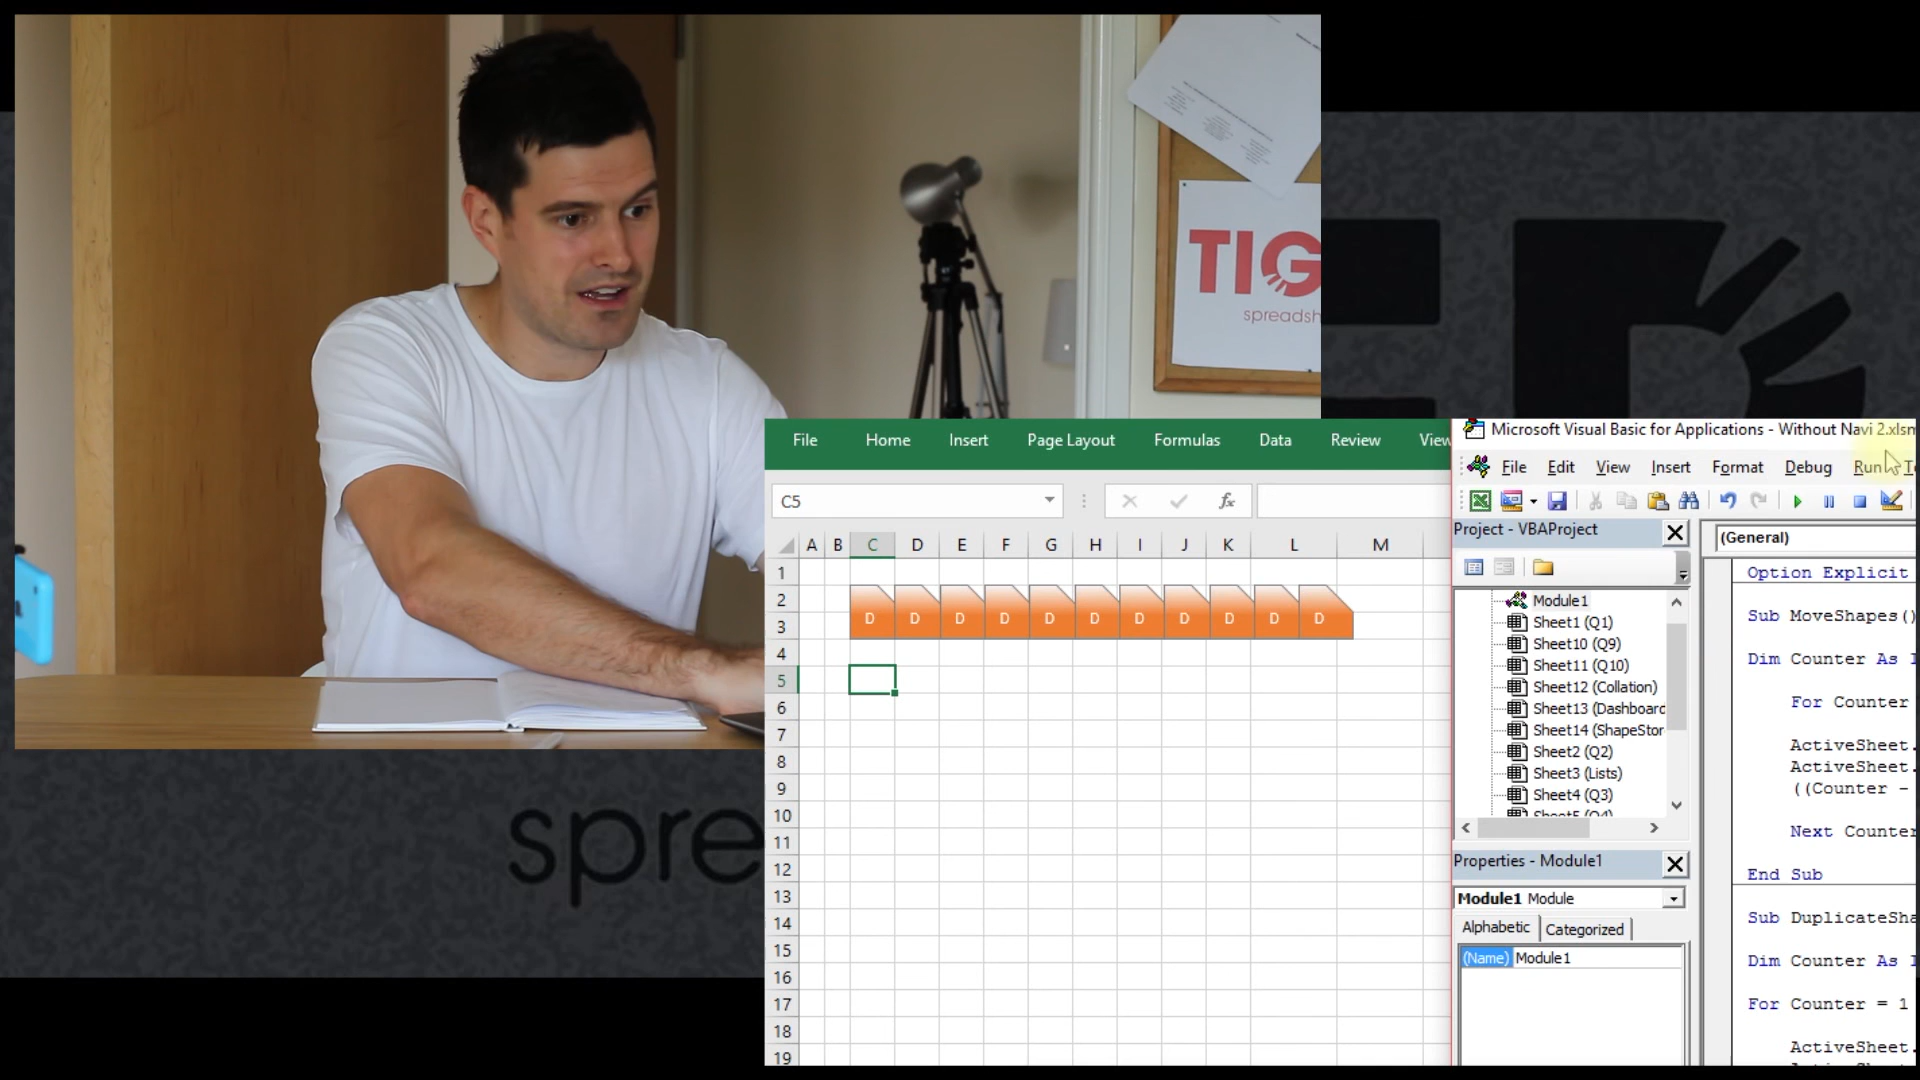 TIG
spreadsh
spre
File Home Insert Page Layout Formulas Data Review View
C5
fx
A B C D E F G H I J K L M
1
2
3
D D D D D D D D D D D
4
5
6
7
8
9
10
11
12
13
14
15
16
17
18
19
Microsoft Visual Basic for Applications - Without Navi 2.xlsm
File Edit View Insert Format Debug Run T
Project - VBAProject
Module1
Sheet1 (Q1)
Sheet10 (Q9)
Sheet11 (Q10)
Sheet12 (Collation)
Sheet13 (Dashboard
Sheet14 (ShapeStor
Sheet2 (Q2)
Sheet3 (Lists)
Sheet4 (Q3)
Sheet5 (Q4)
Properties - Module1
Module1 Module
Alphabetic Categorized
(Name) Module1
(General)
Option Explicit
Sub MoveShapes()
Dim Counter As I
For Counter
ActiveSheet.
ActiveSheet.
((Counter -
Next Counter
End Sub
Sub DuplicateSha
Dim Counter As I
For Counter = 1
ActiveSheet.